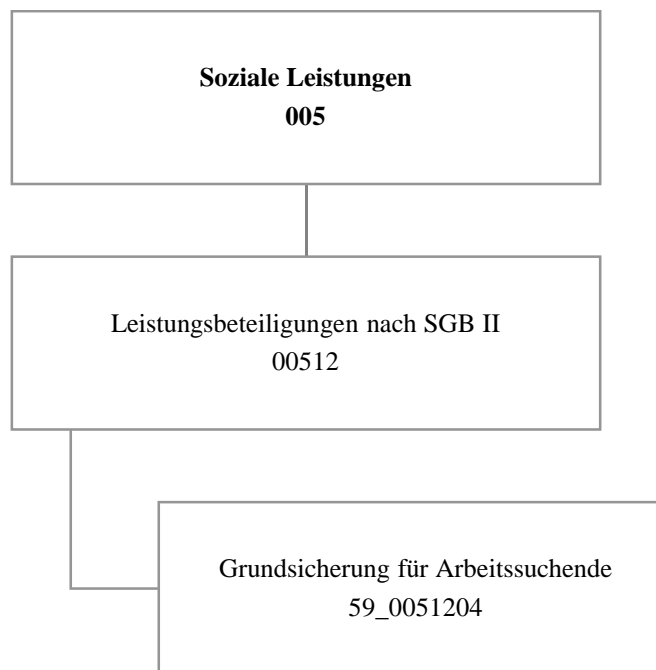 Soziale Leistungen
005
Leistungsbeteiligungen nach SGB II
00512
Grundsicherung für Arbeitssuchende
59_0051204